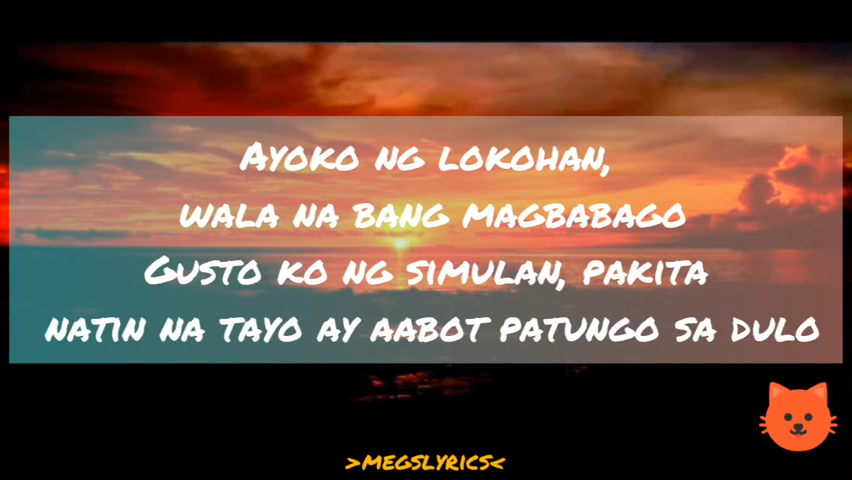 Ayoko ng lokohan,
wala na bang magbabago
Gusto ko ng simulan, pakita
natin na tayo ay aabot patungo sa dulo
>megslyrics<